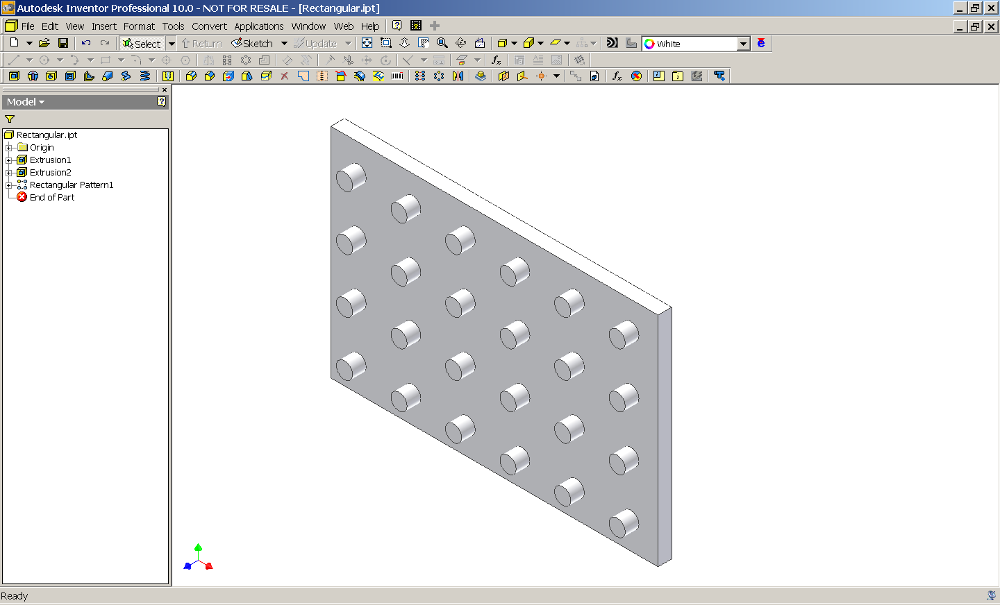 Autodesk Inventor Professional 10.0 - NOT FOR RESALE - [Rectangular.ipt]
File Edit View Insert Format Tools Convert Applications Window Web Help
Select Return Sketch Update White
Model
Rectangular.ipt
Origin
Extrusion1
Extrusion2
Rectangular Pattern1
End of Part
Ready